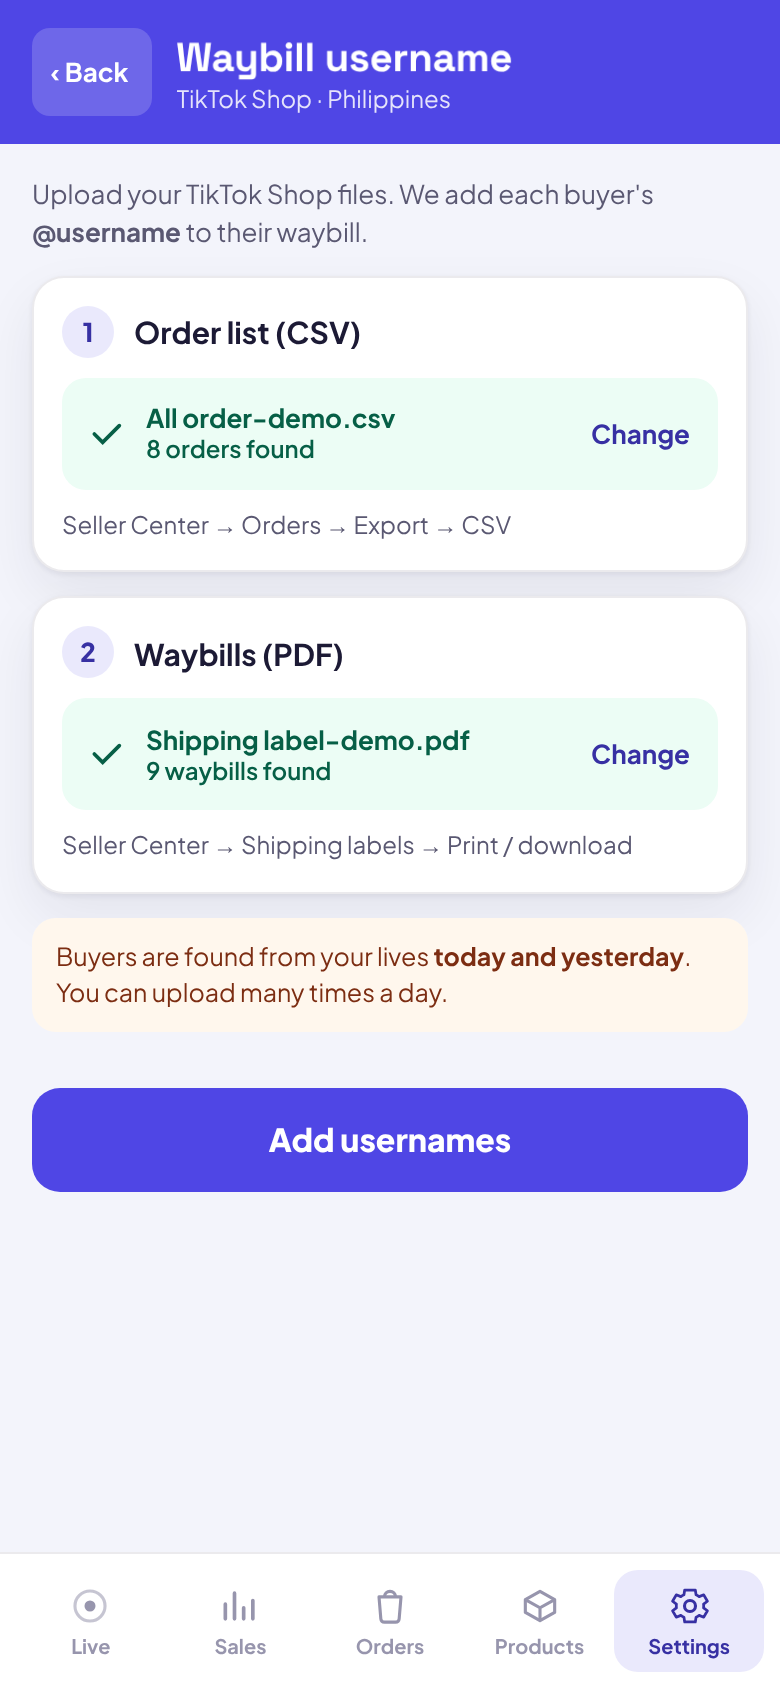 ‹ Back
Waybill username
TikTok Shop · Philippines
Upload your TikTok Shop files. We add each buyer's
@username to their waybill.
1
Order list (CSV)
All order-demo.csv
8 orders found
Change
Seller Center → Orders → Export → CSV
2
Waybills (PDF)
Shipping label-demo.pdf
9 waybills found
Change
Seller Center → Shipping labels → Print / download
Buyers are found from your lives today and yesterday.
You can upload many times a day.
Add usernames
Live
Sales
Orders
Products
Settings